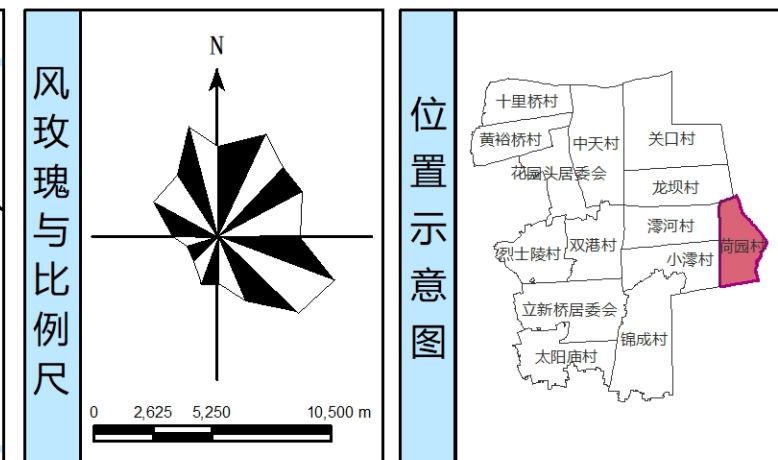 风玫瑰与比例尺
N
0 2,625 5,250 10,500 m
位置示意图
十里桥村
黄裕桥村
中天村
关口村
花园头居委会
龙坝村
澪河村
荷园村
烈士陵村
双港村
小澪村
立新桥居委会
锦成村
太阳庙村